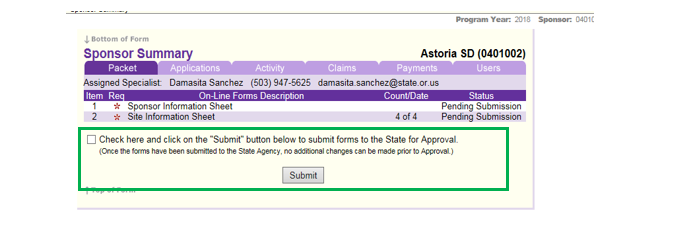 Program Year: 2018 Sponsor: 0401
Bottom of Form
Sponsor Summary Astoria SD (0401002)
Packet Applications Activity Claims Payments Users
Assigned Specialist: Damasita Sanchez (503) 947-5625 damasita.sanchez@state.or.us
Item Req On-Line Forms Description Count/Date Status
1 * Sponsor Information Sheet Pending Submission
2 * Site Information Sheet 4 of 4 Pending Submission
Check here and click on the "Submit" button below to submit forms to the State for Approval.
(Once the forms have been submitted to the State Agency, no additional changes can be made prior to Approval.)
Submit
Top of Form